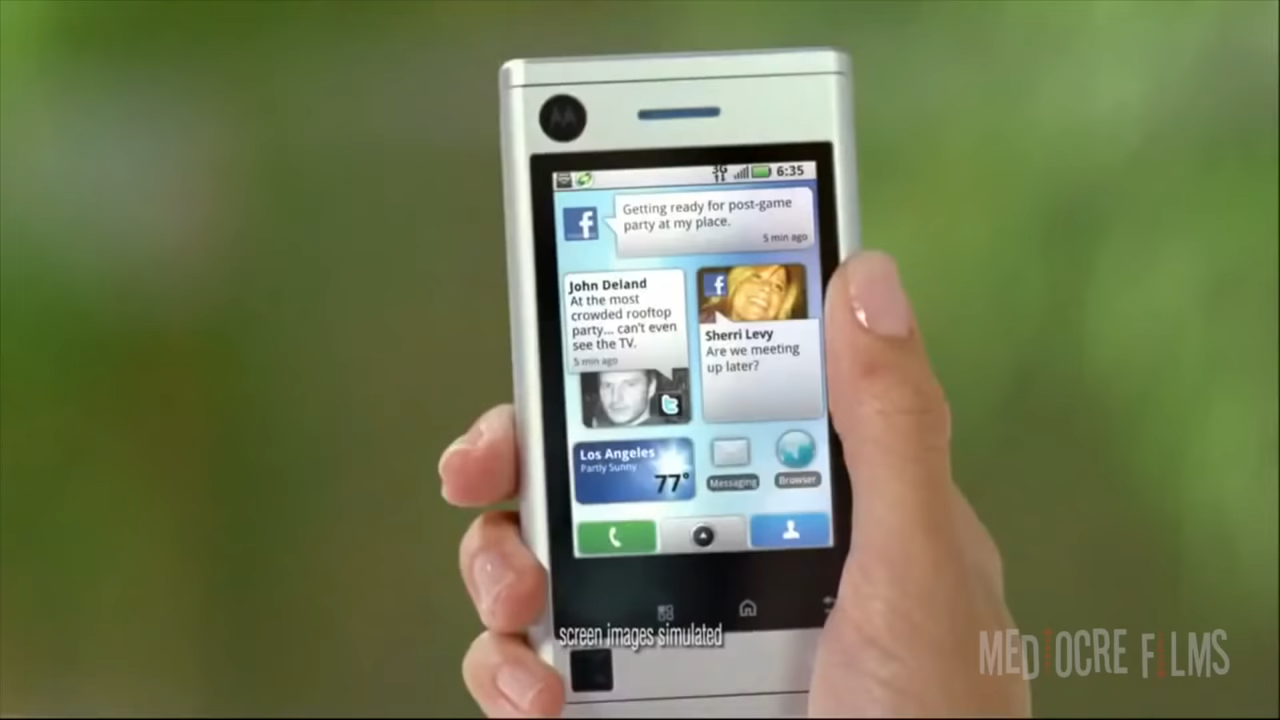 3G 6:35
Getting ready for post-game
party at my place.
5 min ago
John Deland
At the most
crowded rooftop
party... can't even
see the TV.
5 min ago
Sherri Levy
Are we meeting
up later?
Los Angeles
Partly Sunny
77°
Messaging
Browser
screen images simulated
MEDIOCRE FILMS